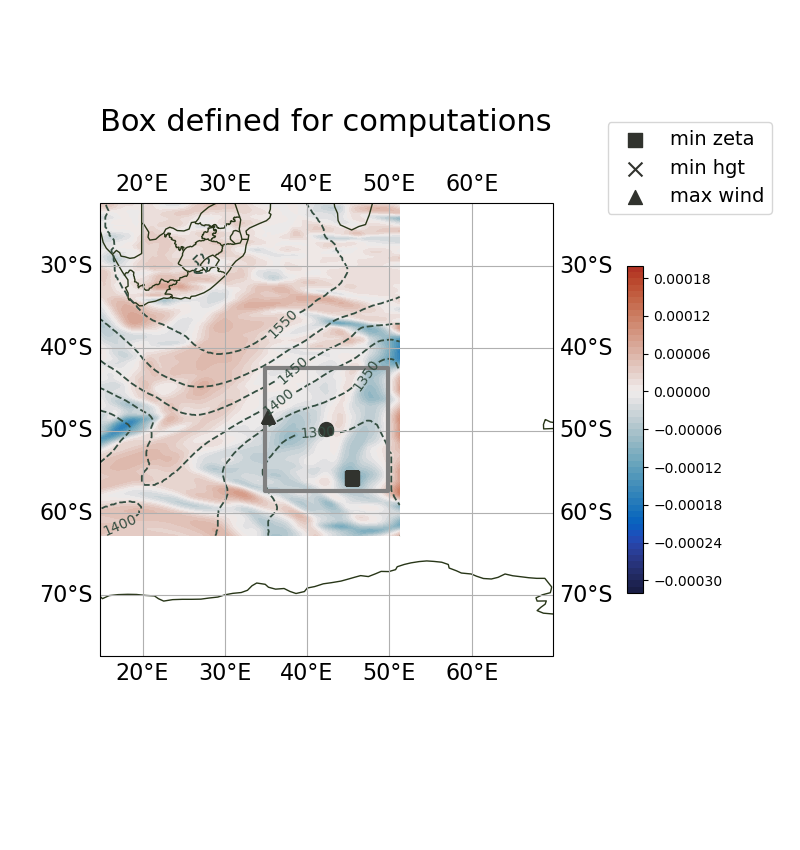 Box defined for computations
min zeta
min hgt
max wind
20°E 30°E 40°E 50°E 60°E
30°S 30°S
40°S 40°S
50°S 50°S
60°S 60°S
70°S 70°S
20°E 30°E 40°E 50°E 60°E
1550
1450
1350
1400
0.00018
0.00012
0.00006
0.00000
−0.00006
−0.00012
−0.00018
−0.00024
−0.00030